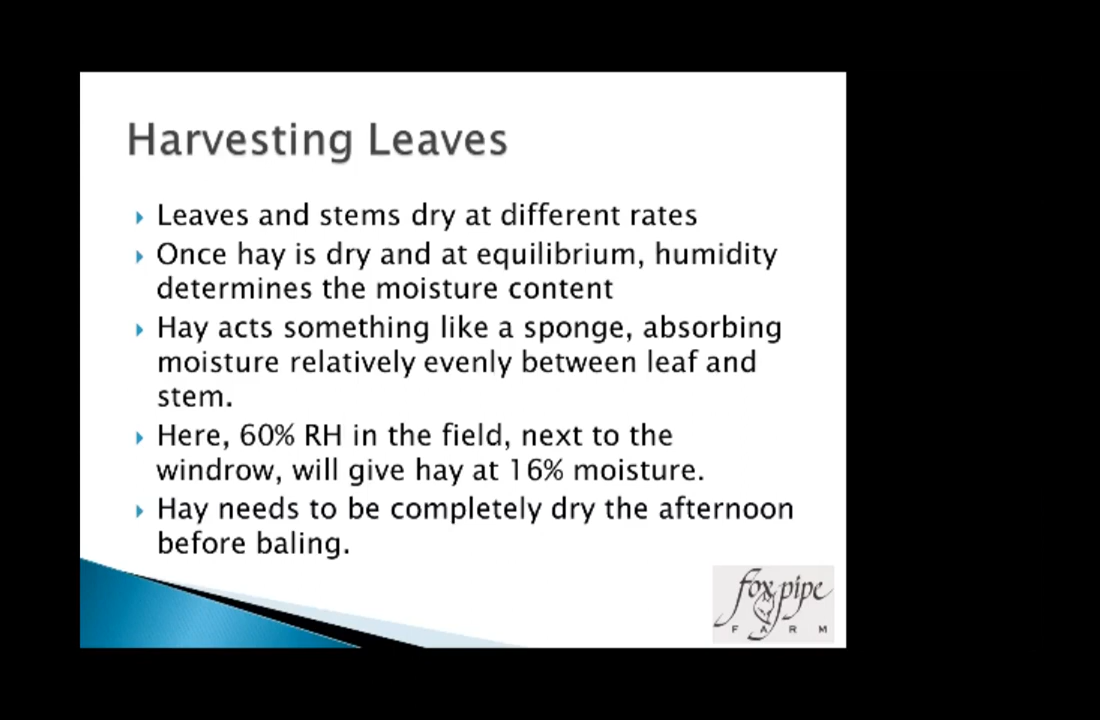 Harvesting Leaves
Leaves and stems dry at different rates
Once hay is dry and at equilibrium, humidity
determines the moisture content
Hay acts something like a sponge, absorbing
moisture relatively evenly between leaf and
stem.
Here, 60% RH in the field, next to the
windrow, will give hay at 16% moisture.
Hay needs to be completely dry the afternoon
before baling.
fox pipe
FARM